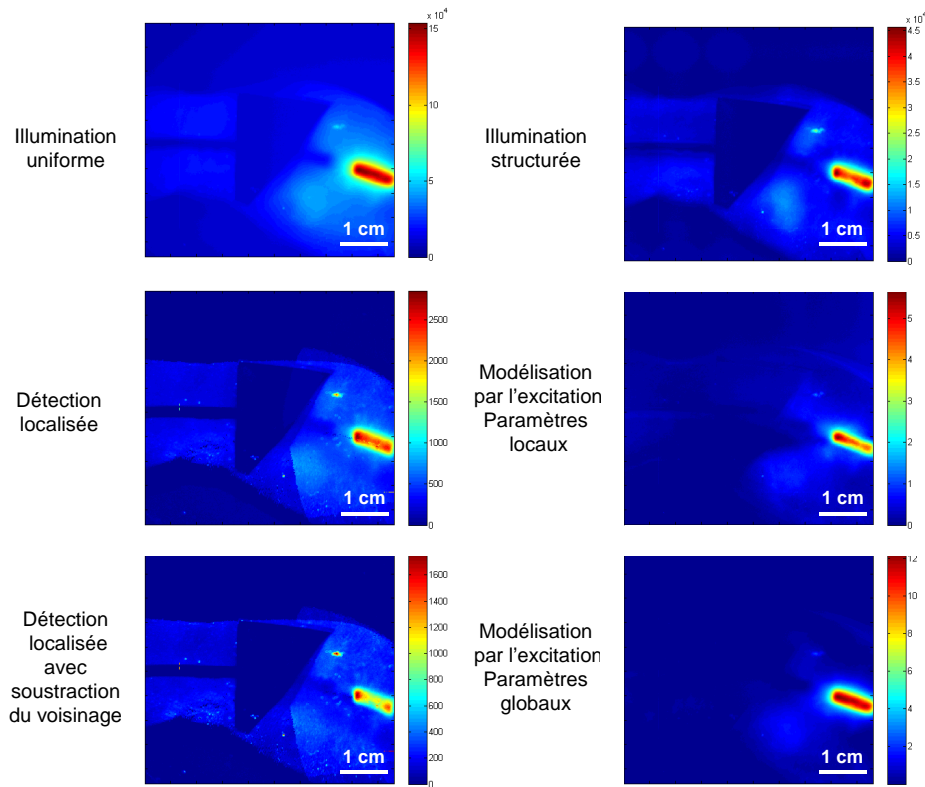 x 10⁴
15
10
5
0
Illumination
uniforme
1 cm
x 10⁴
4.5
4
3.5
3
2.5
2
1.5
1
0.5
0
Illumination
structurée
1 cm
2500
2000
1500
1000
500
0
Détection
localisée
1 cm
5
4
3
2
1
0
Modélisation
par l'excitation
Paramètres
locaux
1 cm
1600
1400
1200
1000
800
600
400
200
0
Détection
localisée
avec
soustraction
du voisinage
1 cm
12
10
8
6
4
2
Modélisation
par l'excitation
Paramètres
globaux
1 cm